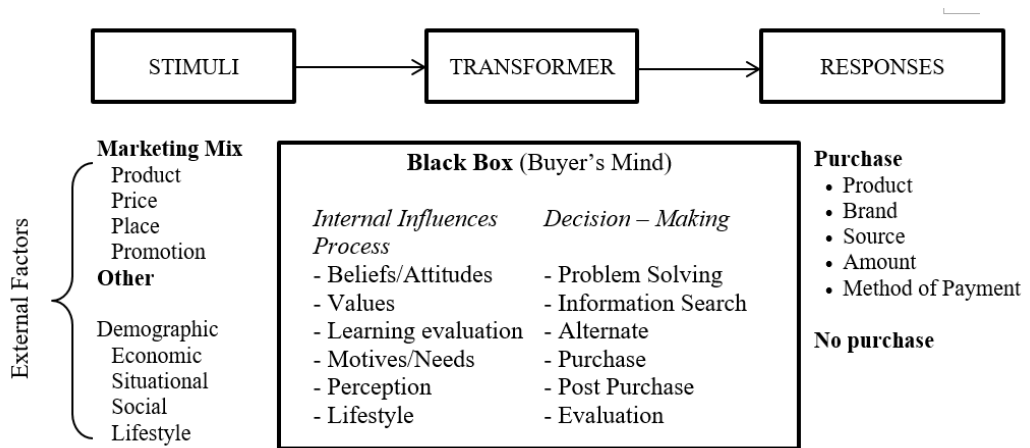 STIMULI
TRANSFORMER
RESPONSES
External Factors
Marketing Mix
Product
Price
Place
Promotion
Other
Demographic
Economic
Situational
Social
Lifestyle
Black Box (Buyer’s Mind)
Internal Influences
Process
- Beliefs/Attitudes
- Values
- Learning evaluation
- Motives/Needs
- Perception
- Lifestyle
Decision – Making
- Problem Solving
- Information Search
- Alternate
- Purchase
- Post Purchase
- Evaluation
Purchase
• Product
• Brand
• Source
• Amount
• Method of Payment
No purchase